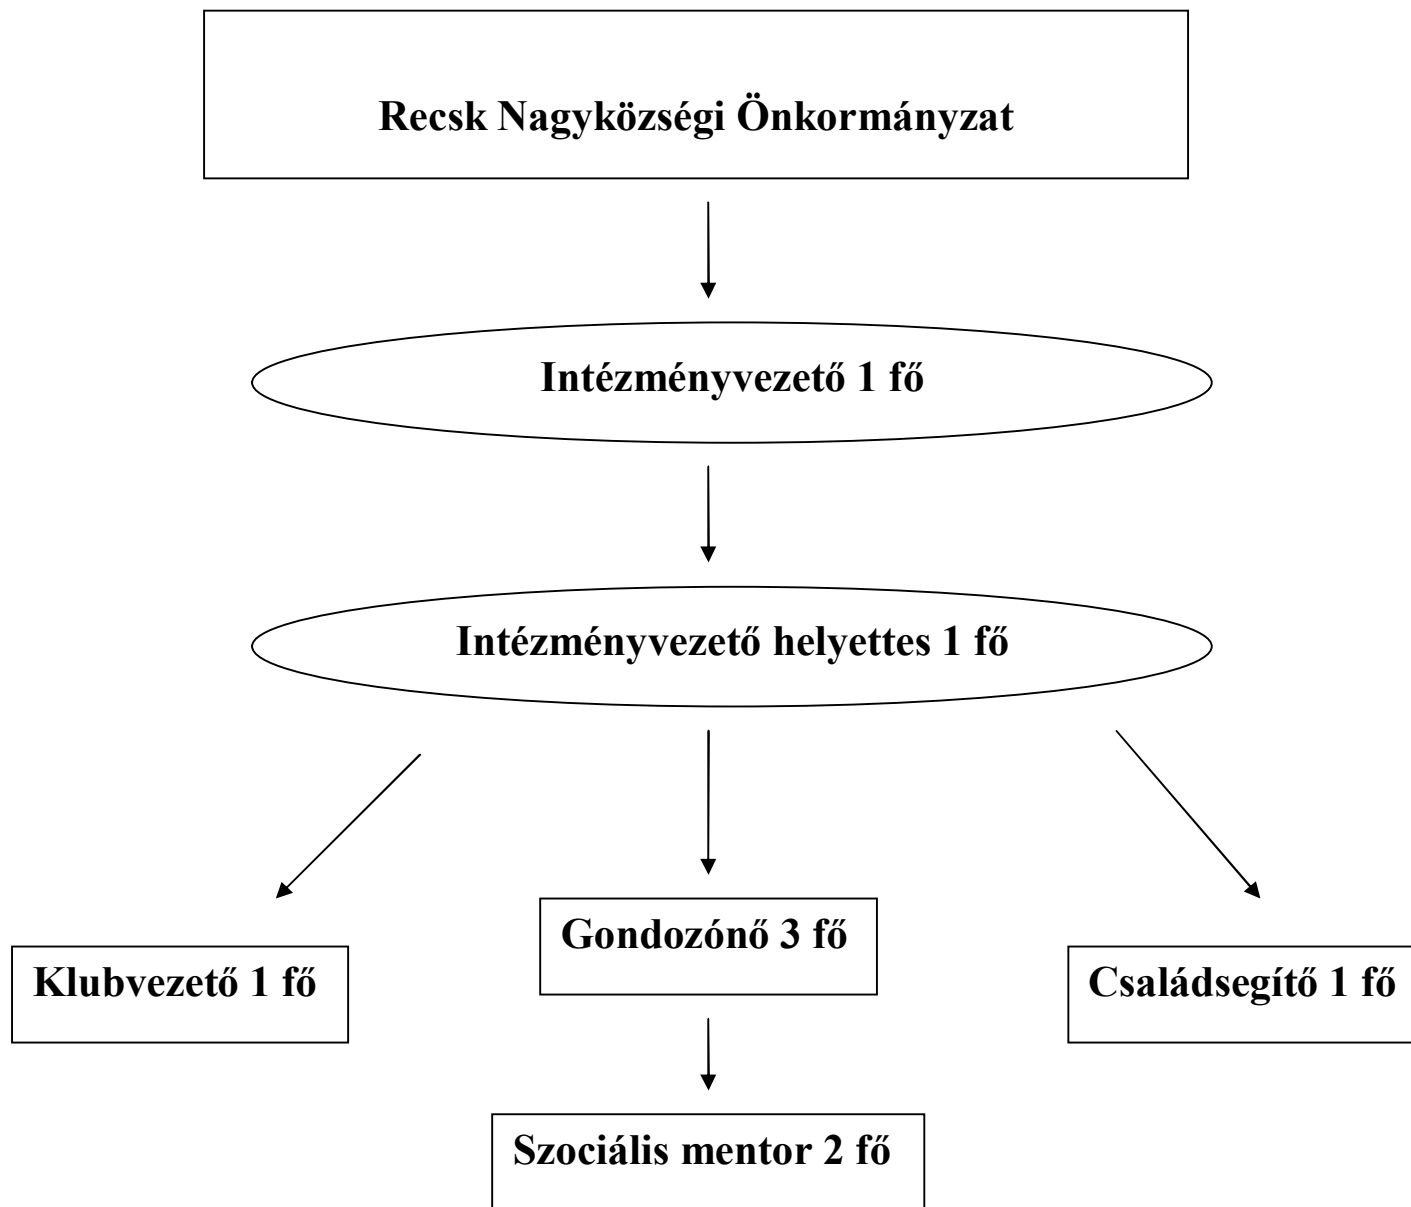 Recsk Nagyközségi Önkormányzat
Intézményvezető 1 fő
Intézményvezető helyettes 1 fő
Gondozónő 3 fő
Klubvezető 1 fő
Családsegítő 1 fő
Szociális mentor 2 fő